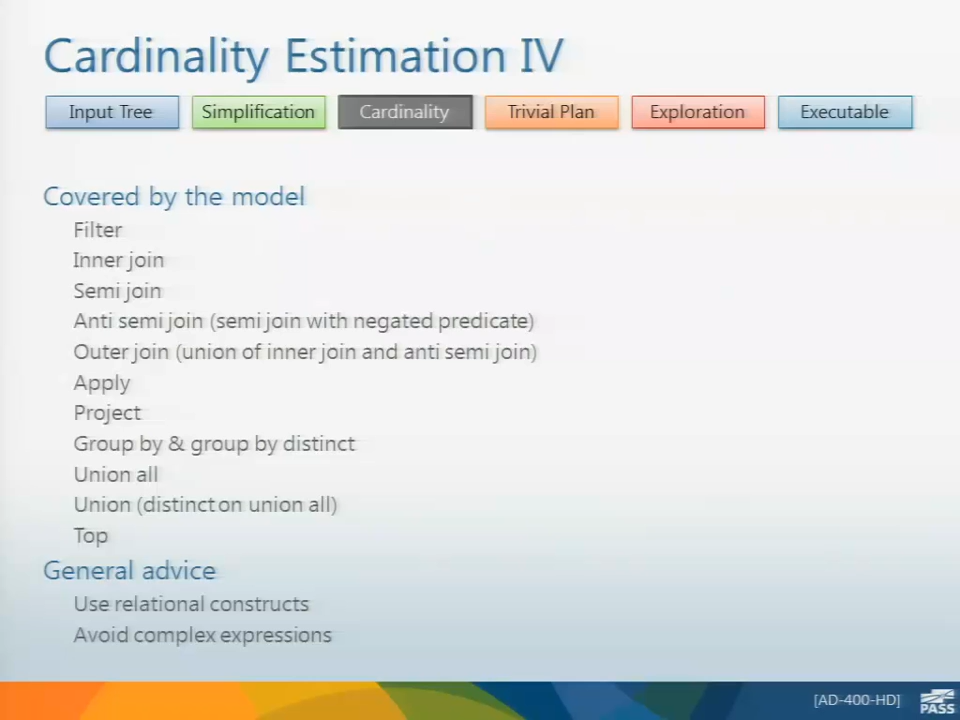 Cardinality Estimation IV
Input Tree Simplification Cardinality Trivial Plan Exploration Executable
Covered by the model
Filter
Inner join
Semi join
Anti semi join (semi join with negated predicate)
Outer join (union of inner join and anti semi join)
Apply
Project
Group by & group by distinct
Union all
Union (distinct on union all)
Top
General advice
Use relational constructs
Avoid complex expressions
[AD-400-HD]
PASS